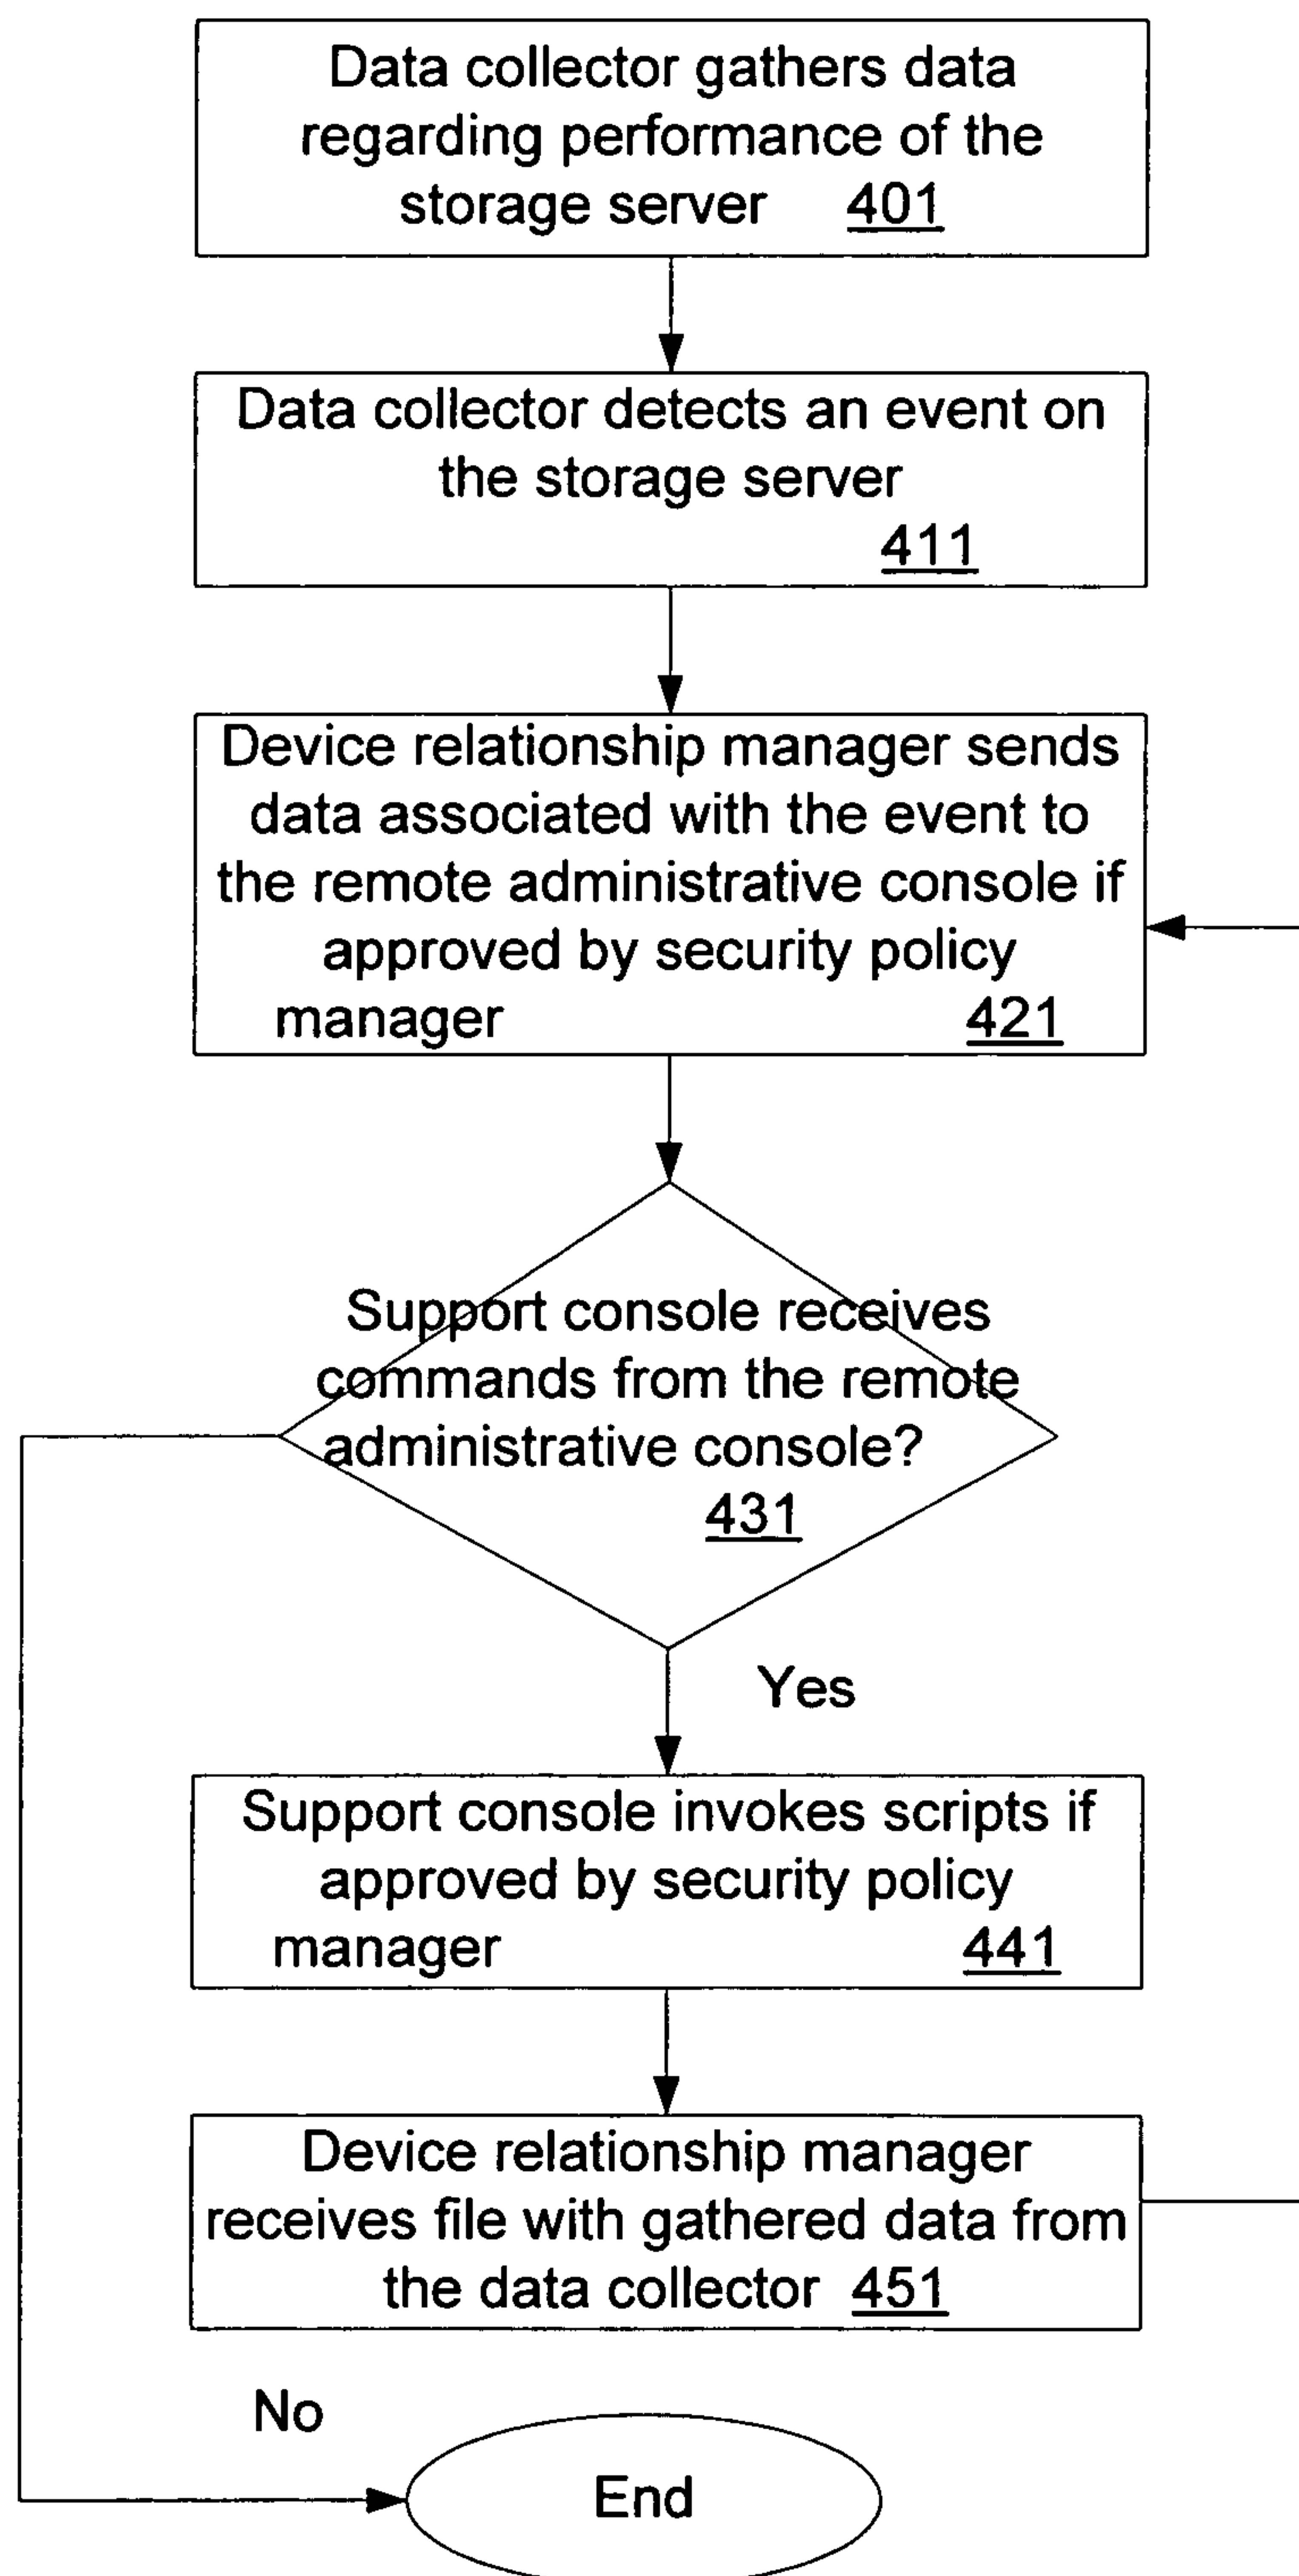 Data collector gathers data
regarding performance of the
storage server 401
Data collector detects an event on
the storage server
411
Device relationship manager sends
data associated with the event to
the remote administrative console if
approved by security policy
manager 421
Support console receives
commands from the remote
administrative console?
431
Yes
Support console invokes scripts if
approved by security policy
manager 441
Device relationship manager
receives file with gathered data from
the data collector 451
No
End